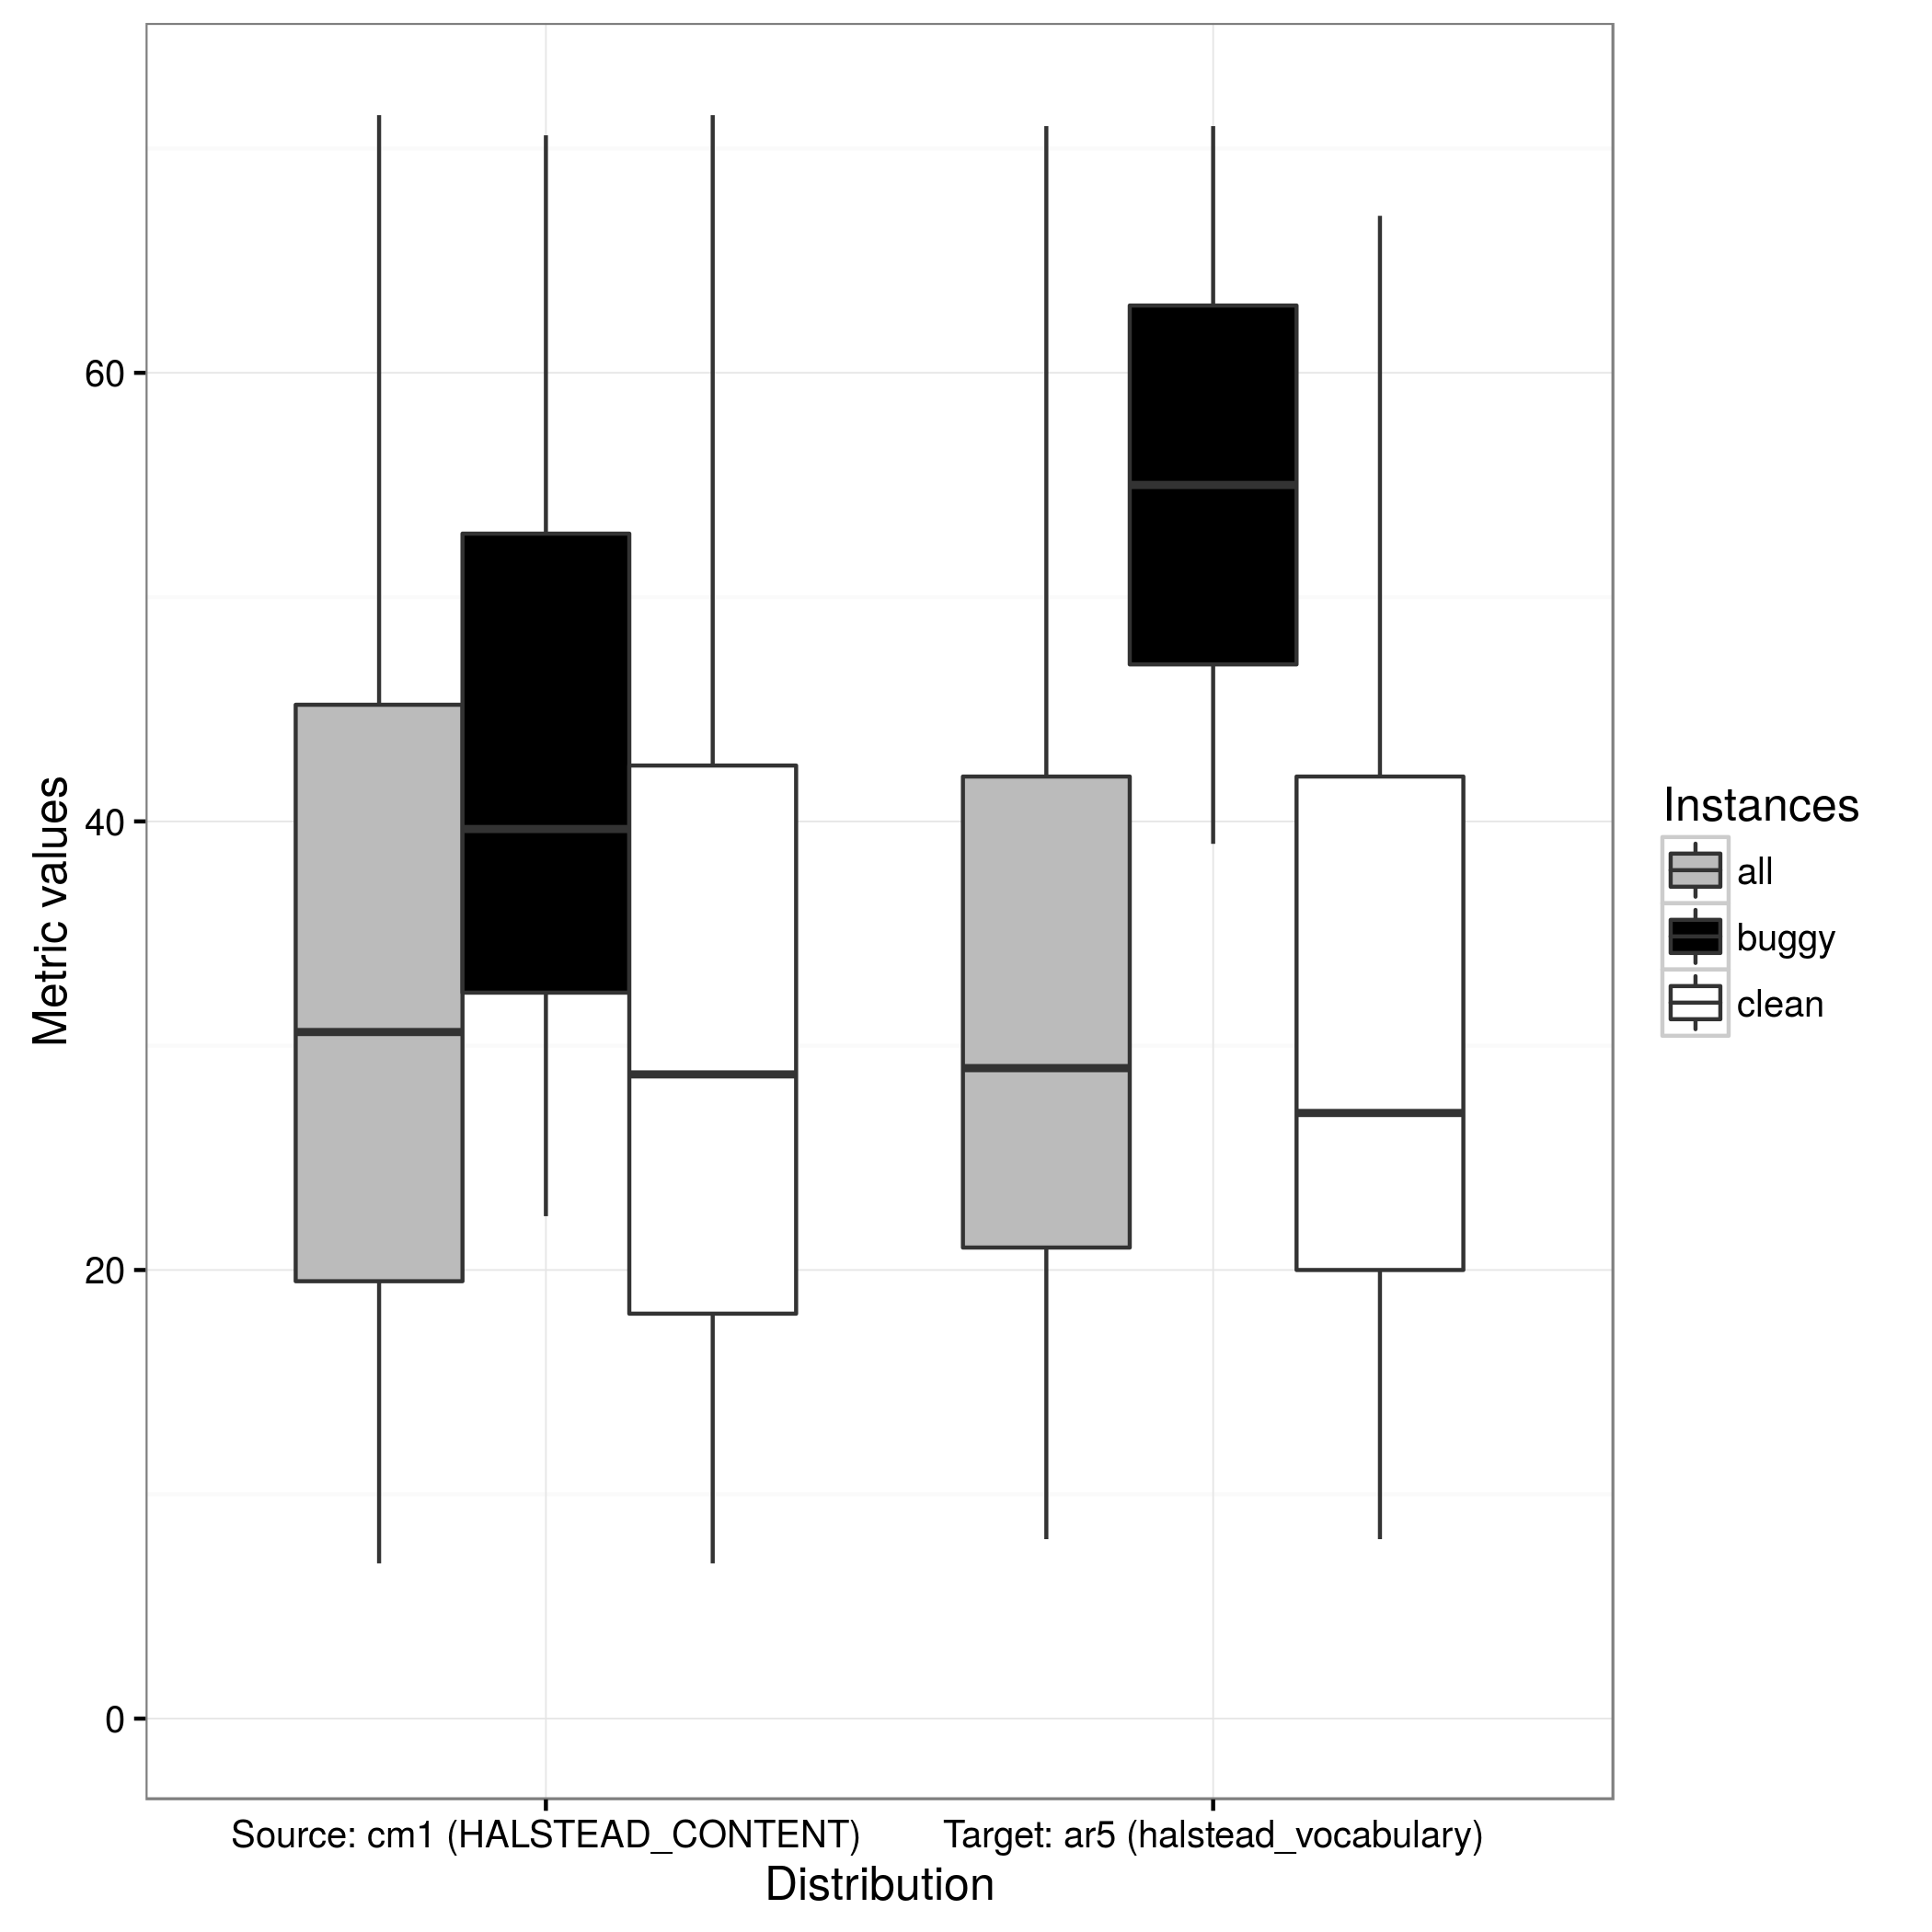 60
40
20
0
Metric values
Source: cm1 (HALSTEAD_CONTENT)
Target: ar5 (halstead_vocabulary)
Distribution
Instances
all
buggy
clean